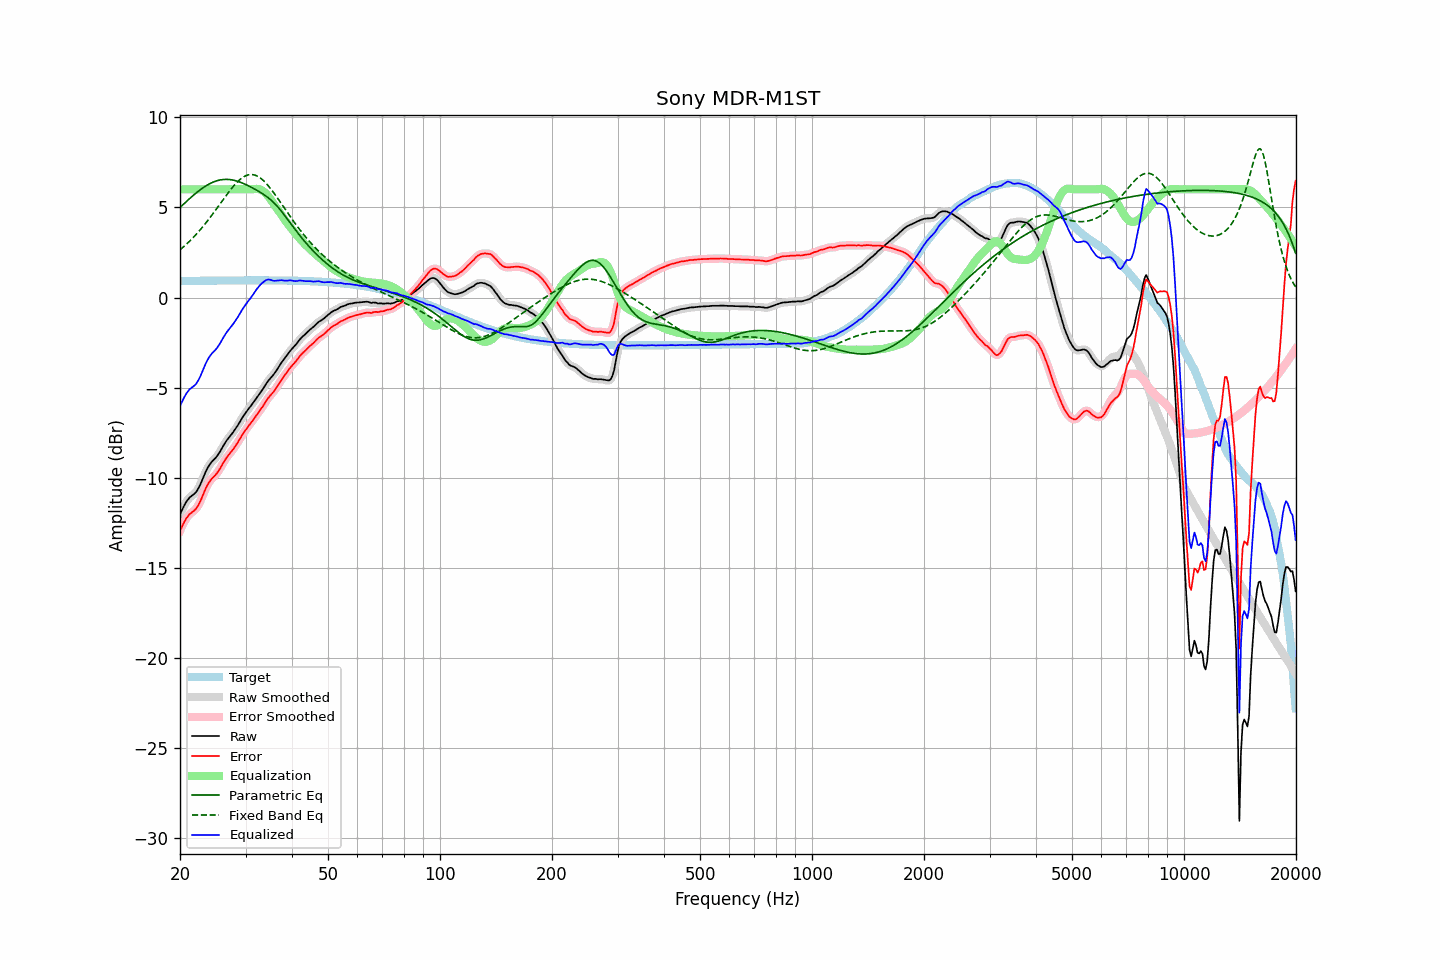 Sony MDR-M1ST
Amplitude (dBr)
10
5
0
−5
−10
−15
−20
−25
−30
Target
Raw Smoothed
Error Smoothed
Raw
Error
Equalization
Parametric Eq
Fixed Band Eq
Equalized
20 50 100 200 500 1000 2000 5000 10000 20000
Frequency (Hz)